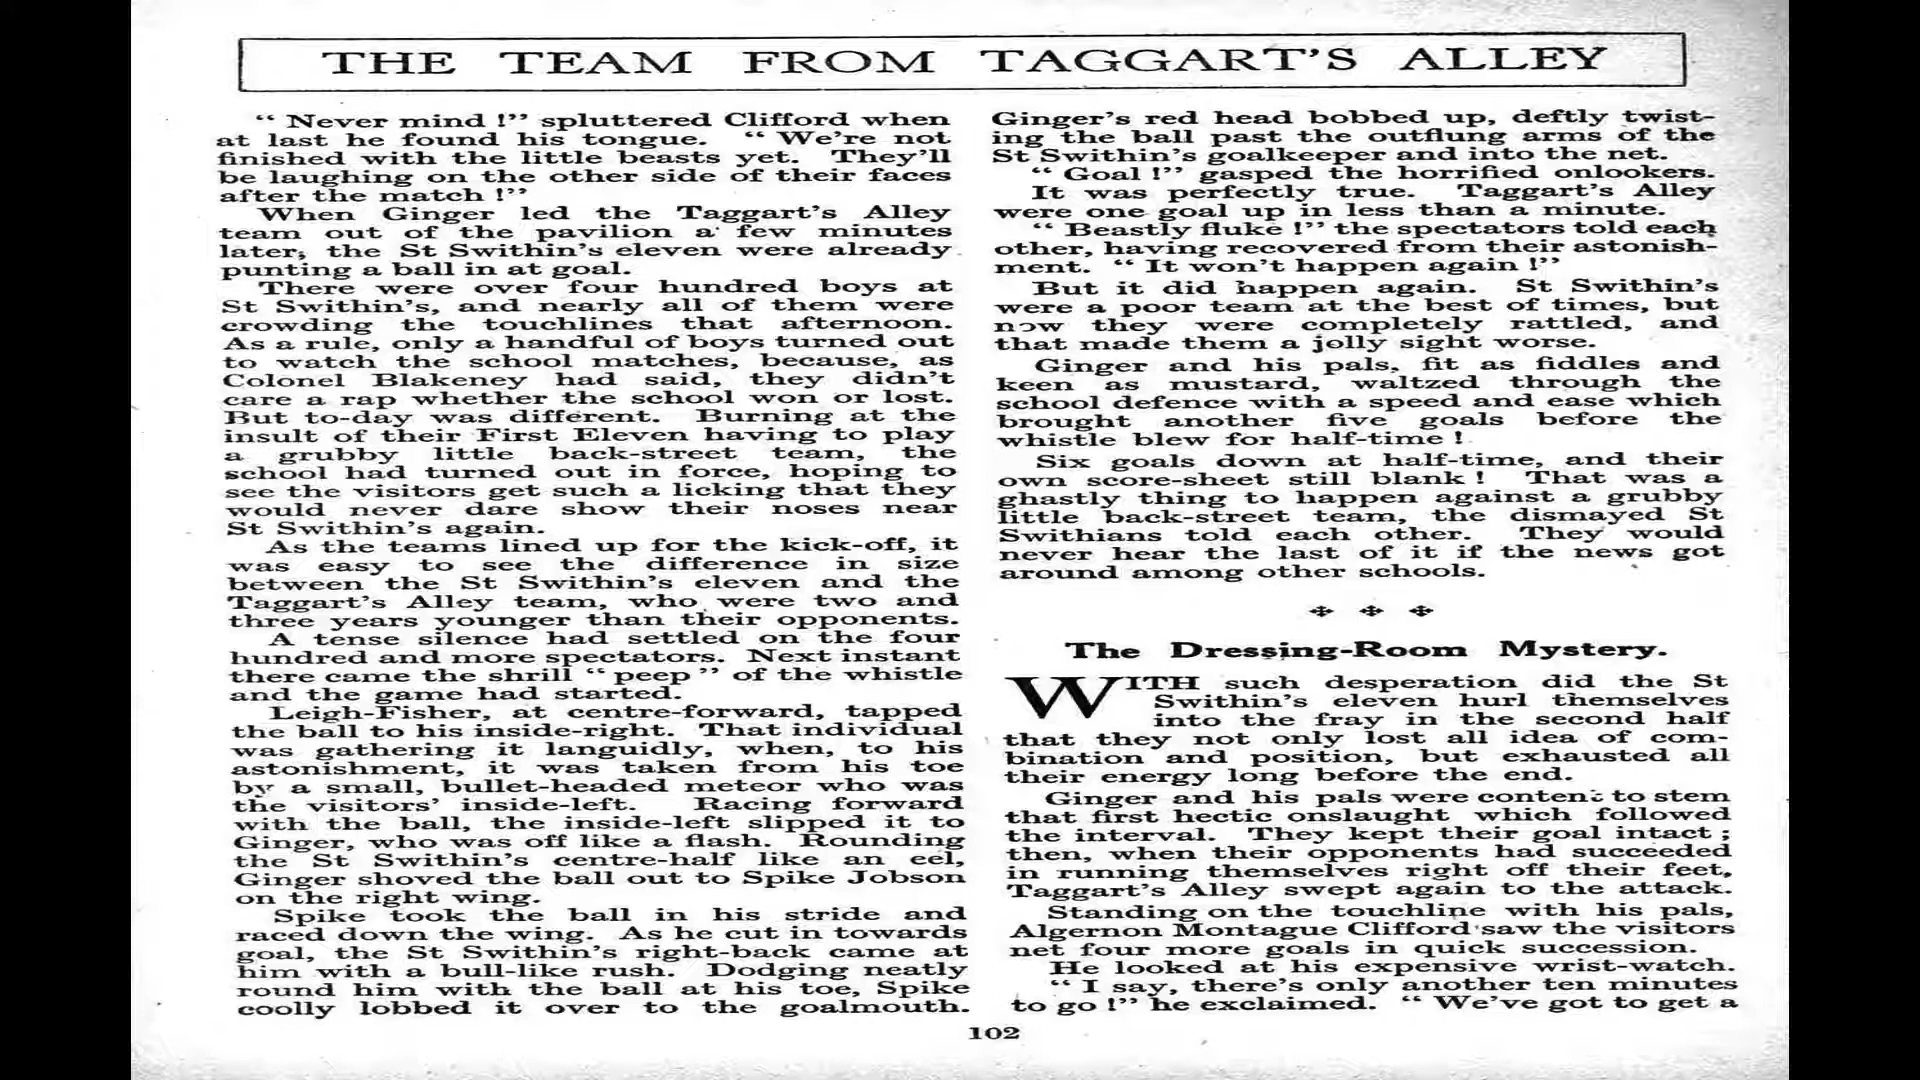 THE TEAM FROM TAGGART'S ALLEY
“ Never mind !” spluttered Clifford when
at last he found his tongue. “ We're not
finished with the little beasts yet. They'll
be laughing on the other side of their faces
after the match !”
When Ginger led the Taggart's Alley
team out of the pavilion a few minutes
later, the St Swithin's eleven were already
punting a ball in at goal.
There were over four hundred boys at
St Swithin's, and nearly all of them were
crowding the touchlines that afternoon.
As a rule, only a handful of boys turned out
to watch the school matches, because, as
Colonel Blakeney had said, they didn't
care a rap whether the school won or lost.
But to-day was different. Burning at the
insult of their First Eleven having to play
a grubby little back-street team, the
school had turned out in force, hoping to
see the visitors get such a licking that they
would never dare show their noses near
St Swithin's again.
As the teams lined up for the kick-off, it
was easy to see the difference in size
between the St Swithin's eleven and the
Taggart's Alley team, who were two and
three years younger than their opponents.
A tense silence had settled on the four
hundred and more spectators. Next instant
there came the shrill “ peep ” of the whistle
and the game had started.
Leigh-Fisher, at centre-forward, tapped
the ball to his inside-right. That individual
was gathering it languidly, when, to his
astonishment, it was taken from his toe
by a small, bullet-headed meteor who was
the visitors' inside-left. Racing forward
with the ball, the inside-left slipped it to
Ginger, who was off like a flash. Rounding
the St Swithin's centre-half like an eel,
Ginger shoved the ball out to Spike Jobson
on the right wing.
Spike took the ball in his stride and
raced down the wing. As he cut in towards
goal, the St Swithin's right-back came at
him with a bull-like rush. Dodging neatly
round him with the ball at his toe, Spike
coolly lobbed it over to the goalmouth.
Ginger's red head bobbed up, deftly twist-
ing the ball past the outflung arms of the
St Swithin's goalkeeper and into the net.
“ Goal !” gasped the horrified onlookers.
It was perfectly true. Taggart's Alley
were one goal up in less than a minute.
“ Beastly fluke !” the spectators told each
other, having recovered from their astonish-
ment. “ It won't happen again !”
But it did happen again. St Swithin's
were a poor team at the best of times, but
now they were completely rattled, and
that made them a jolly sight worse.
Ginger and his pals, fit as fiddles and
keen as mustard, waltzed through the
school defence with a speed and ease which
brought another five goals before the
whistle blew for half-time !
Six goals down at half-time, and their
own score-sheet still blank ! That was a
ghastly thing to happen against a grubby
little back-street team, the dismayed St
Swithians told each other. They would
never hear the last of it if the news got
around among other schools.
The Dressing-Room Mystery.
WITH such desperation did the St
Swithin's eleven hurl themselves
into the fray in the second half
that they not only lost all idea of com-
bination and position, but exhausted all
their energy long before the end.
Ginger and his pals were content to stem
that first hectic onslaught which followed
the interval. They kept their goal intact ;
then, when their opponents had succeeded
in running themselves right off their feet,
Taggart's Alley swept again to the attack.
Standing on the touchline with his pals,
Algernon Montague Clifford saw the visitors
net four more goals in quick succession.
He looked at his expensive wrist-watch.
“ I say, there's only another ten minutes
to go !” he exclaimed. “ We've got to get a
102